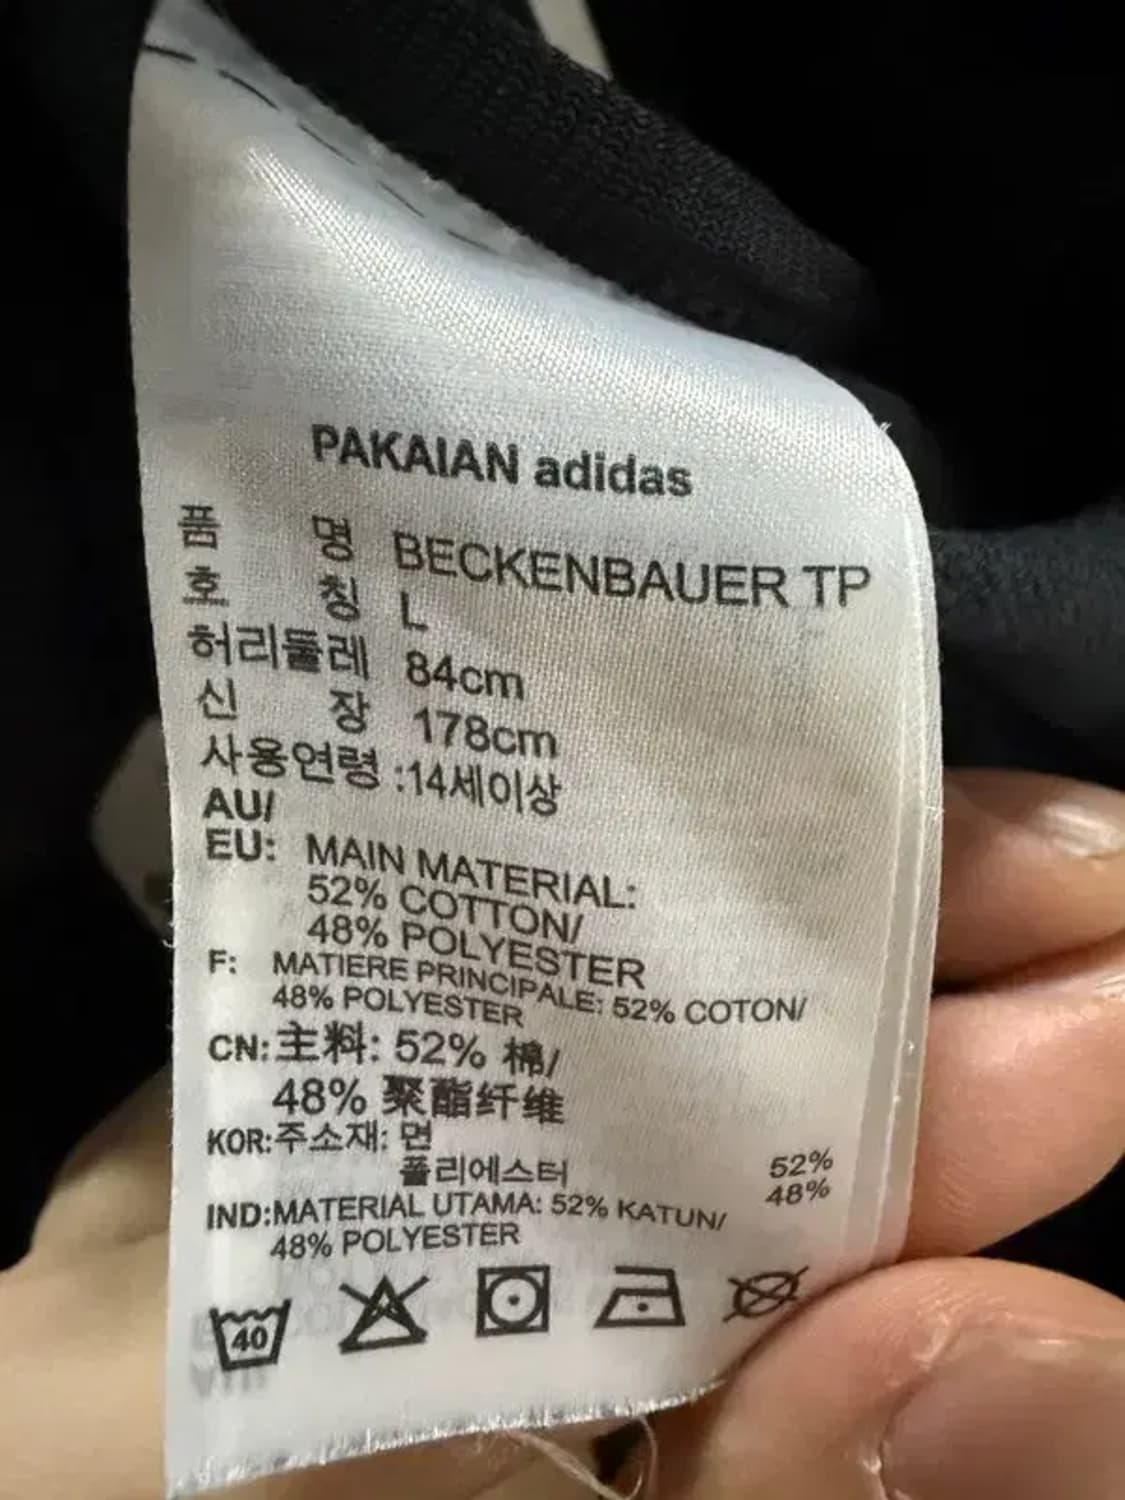 PAKAIAN adidas
품 명 BECKENBAUER TP
호 칭 L
허리둘레 84cm
신 장 178cm
사용연령 :14세이상
AU/
EU: MAIN MATERIAL:
52% COTTON/
48% POLYESTER
F: MATIERE PRINCIPALE: 52% COTON/
48% POLYESTER
CN: 主料: 52% 棉/
48% 聚酯纤维
KOR:주소재: 면 52%
폴리에스터 48%
IND:MATERIAL UTAMA: 52% KATUN/
48% POLYESTER
40